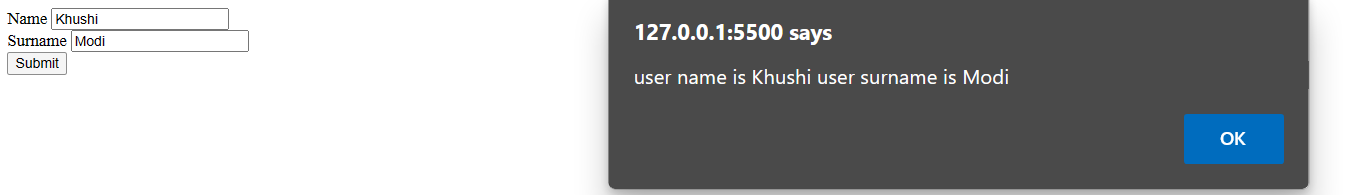 Name Khushi
Surname Modi
Submit
127.0.0.1:5500 says
user name is Khushi user surname is Modi
OK